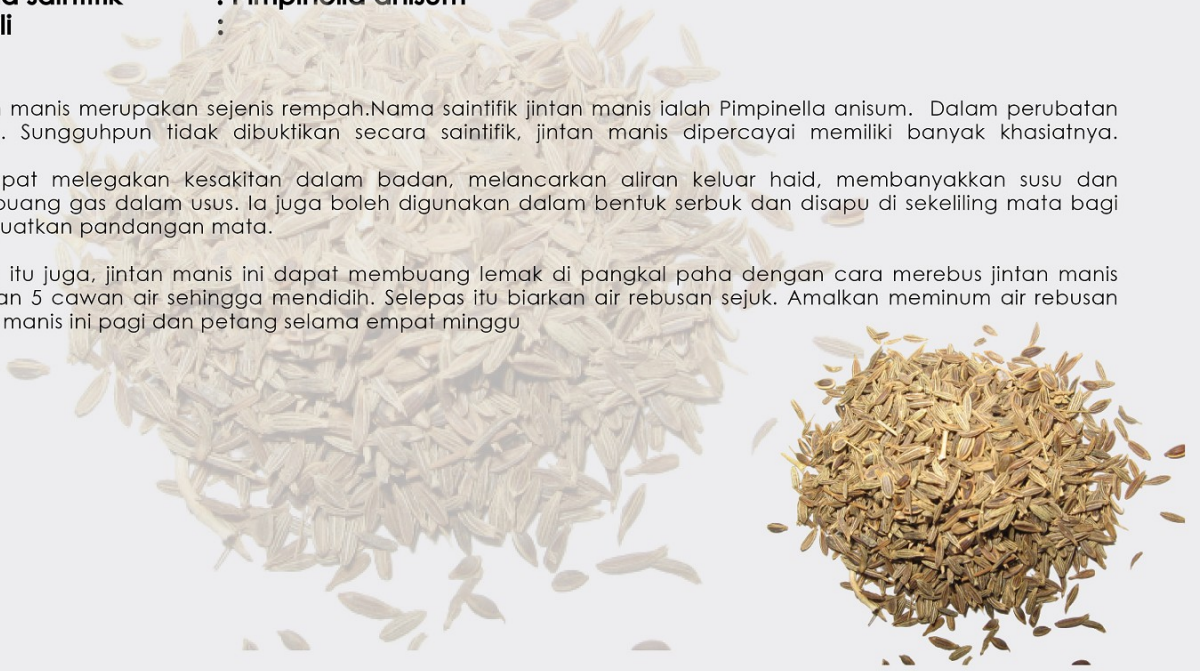 : Pimpinella anisum
:
manis merupakan sejenis rempah.Nama saintifik jintan manis ialah Pimpinella anisum. Dalam perubatan
. Sungguhpun tidak dibuktikan secara saintifik, jintan manis dipercayai memiliki banyak khasiatnya.
pat melegakan kesakitan dalam badan, melancarkan aliran keluar haid, membanyakkan susu dan
buang gas dalam usus. Ia juga boleh digunakan dalam bentuk serbuk dan disapu di sekeliling mata bagi
uatkan pandangan mata.
itu juga, jintan manis ini dapat membuang lemak di pangkal paha dengan cara merebus jintan manis
an 5 cawan air sehingga mendidih. Selepas itu biarkan air rebusan sejuk. Amalkan meminum air rebusan
manis ini pagi dan petang selama empat minggu